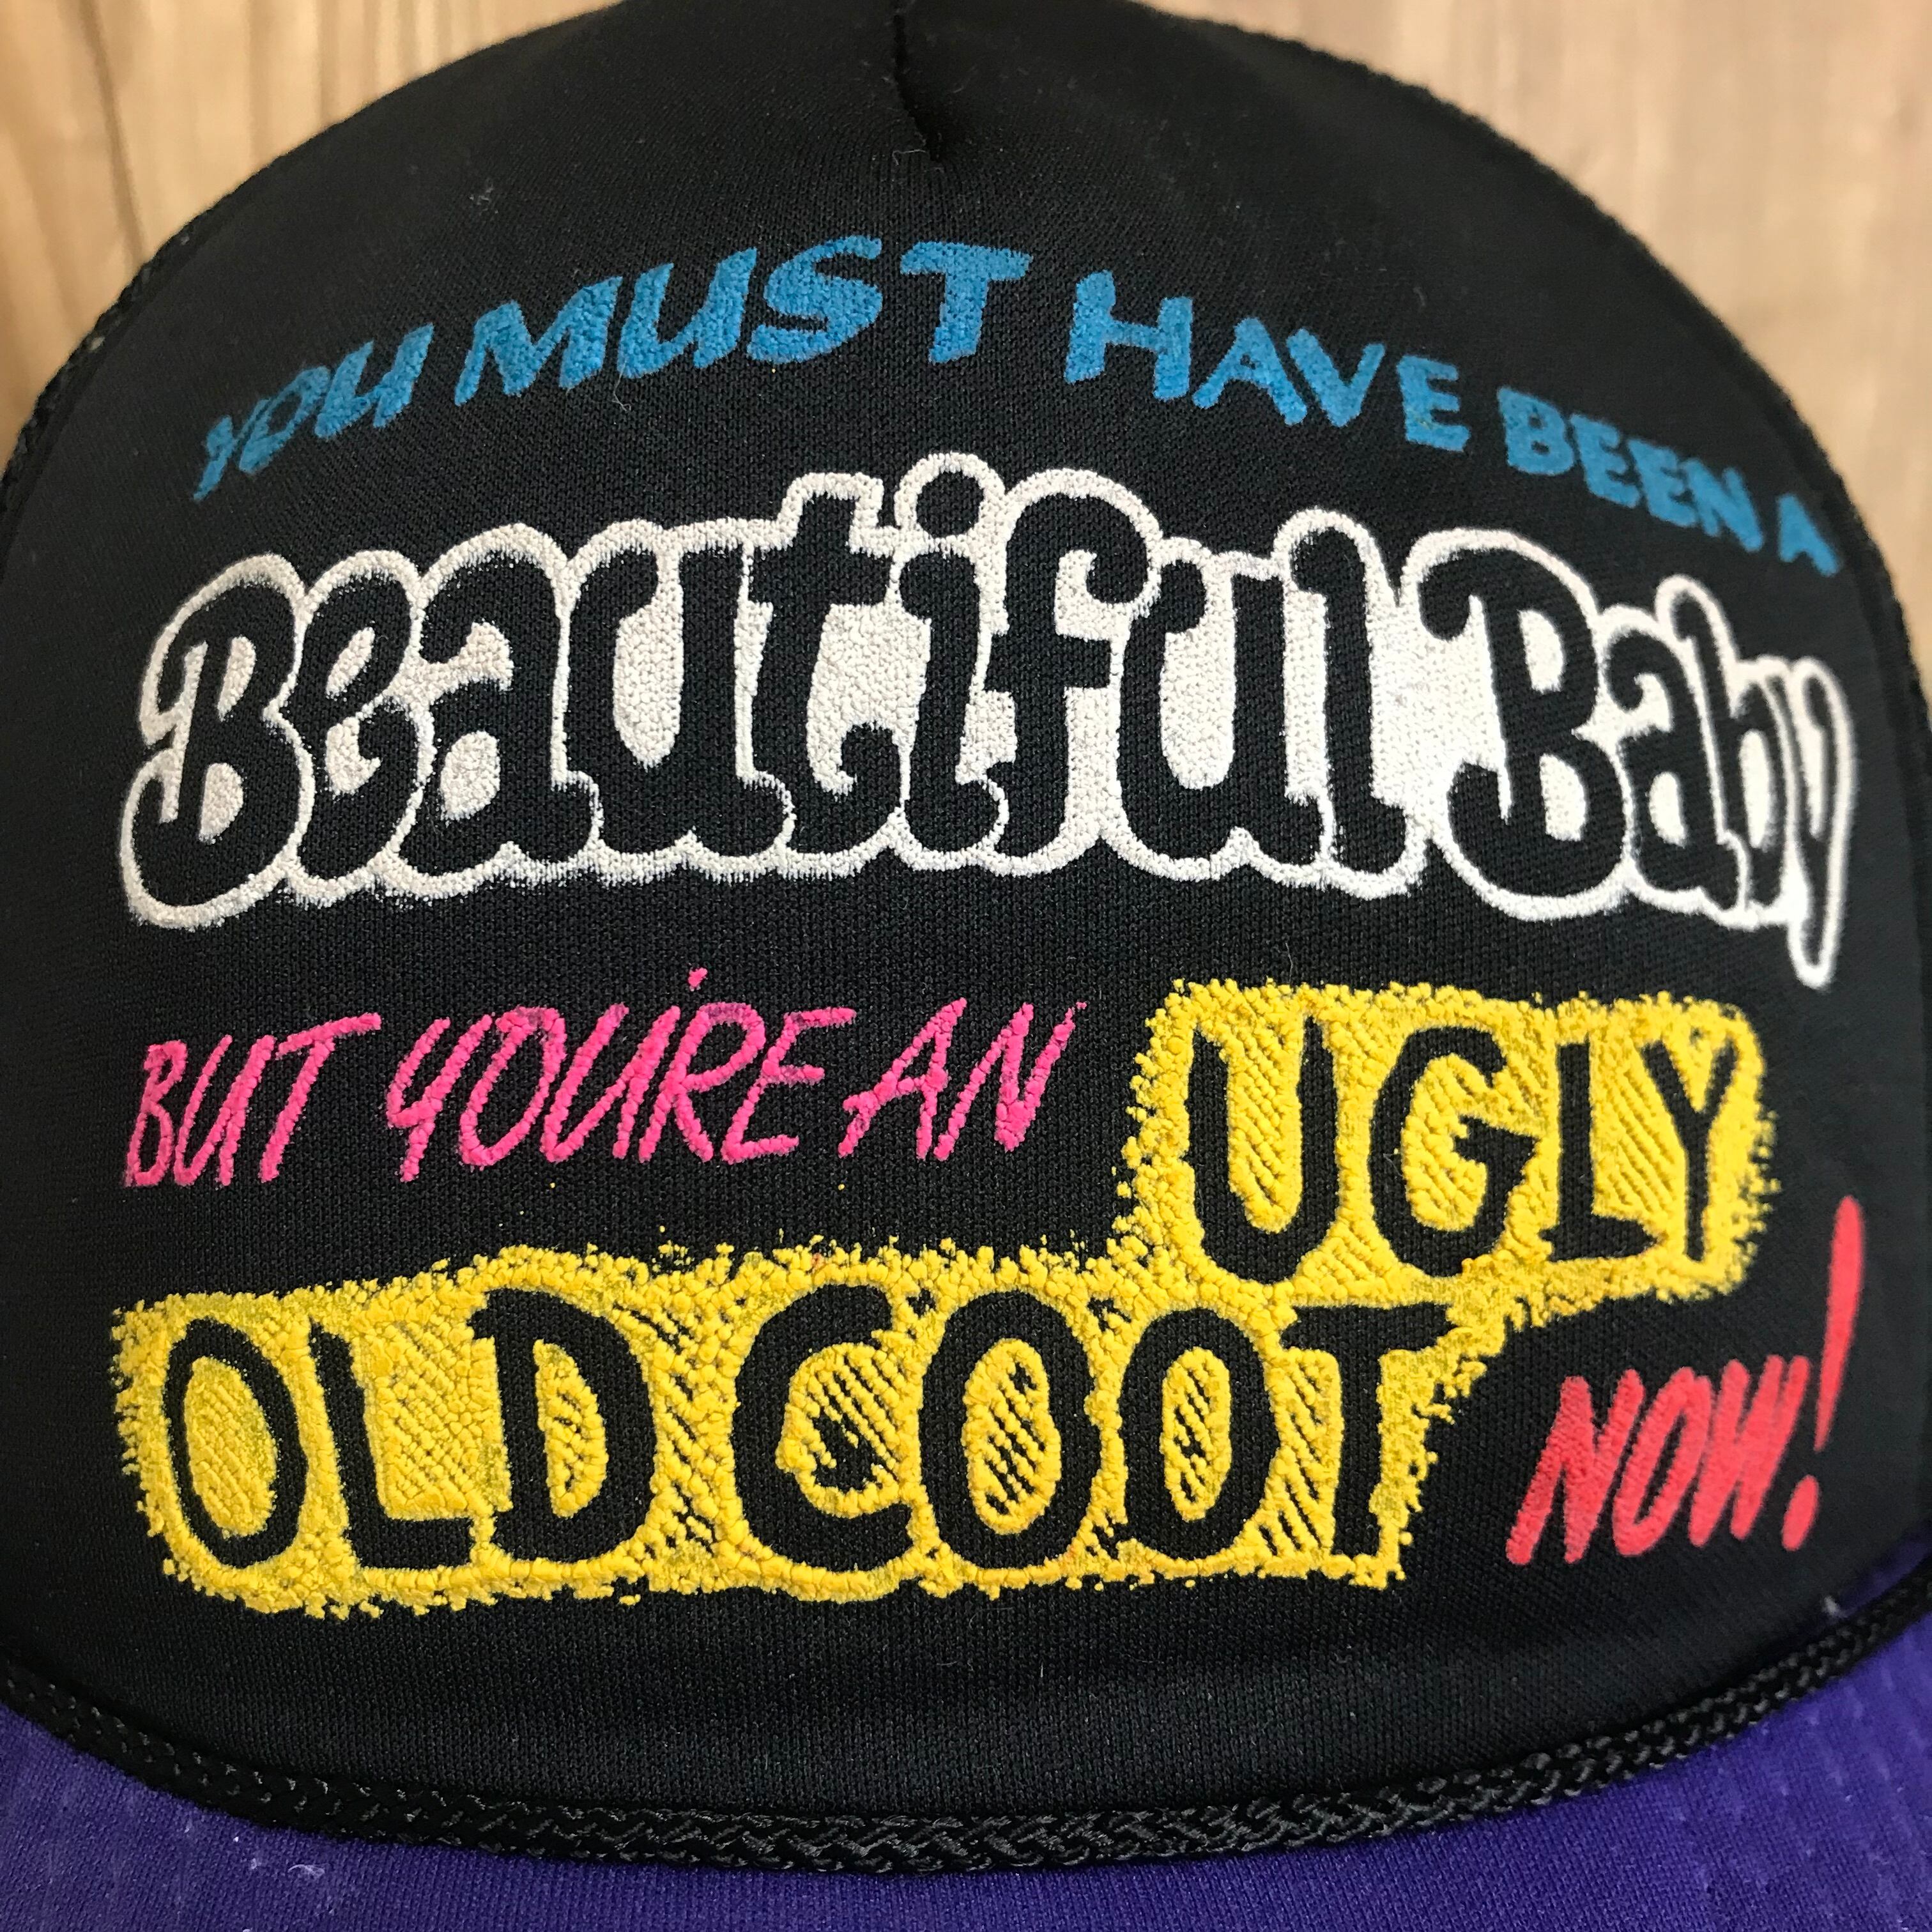 YOU MUST HAVE BEEN A
Beautiful Baby
BUT YOU'RE AN UGLY
OLD COOT NOW!